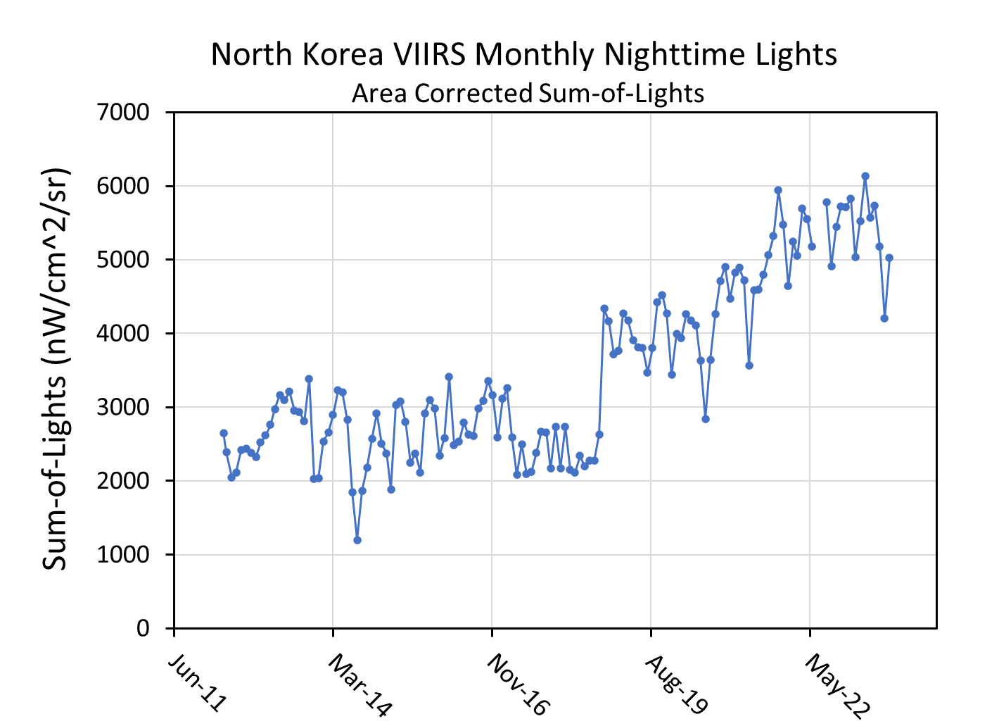 North Korea VIIRS Monthly Nighttime Lights
Area Corrected Sum-of-Lights
Sum-of-Lights (nW/cm^2/sr)
7000
6000
5000
4000
3000
2000
1000
0
Jun-11
Mar-14
Nov-16
Aug-19
May-22